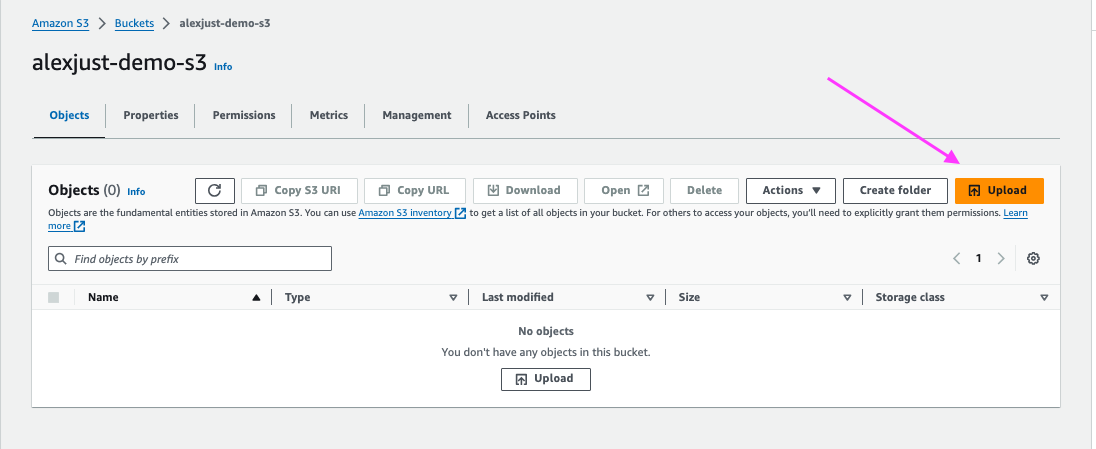 Amazon S3 > Buckets > alexjust-demo-s3
alexjust-demo-s3 Info
Objects Properties Permissions Metrics Management Access Points
Objects (0) Info Copy S3 URI Copy URL Download Open Delete Actions Create folder Upload
Objects are the fundamental entities stored in Amazon S3. You can use Amazon S3 inventory to get a list of all objects in your bucket. For others to access your objects, you'll need to explicitly grant them permissions. Learn
more
Find objects by prefix 1
Name Type Last modified Size Storage class
No objects
You don't have any objects in this bucket.
Upload